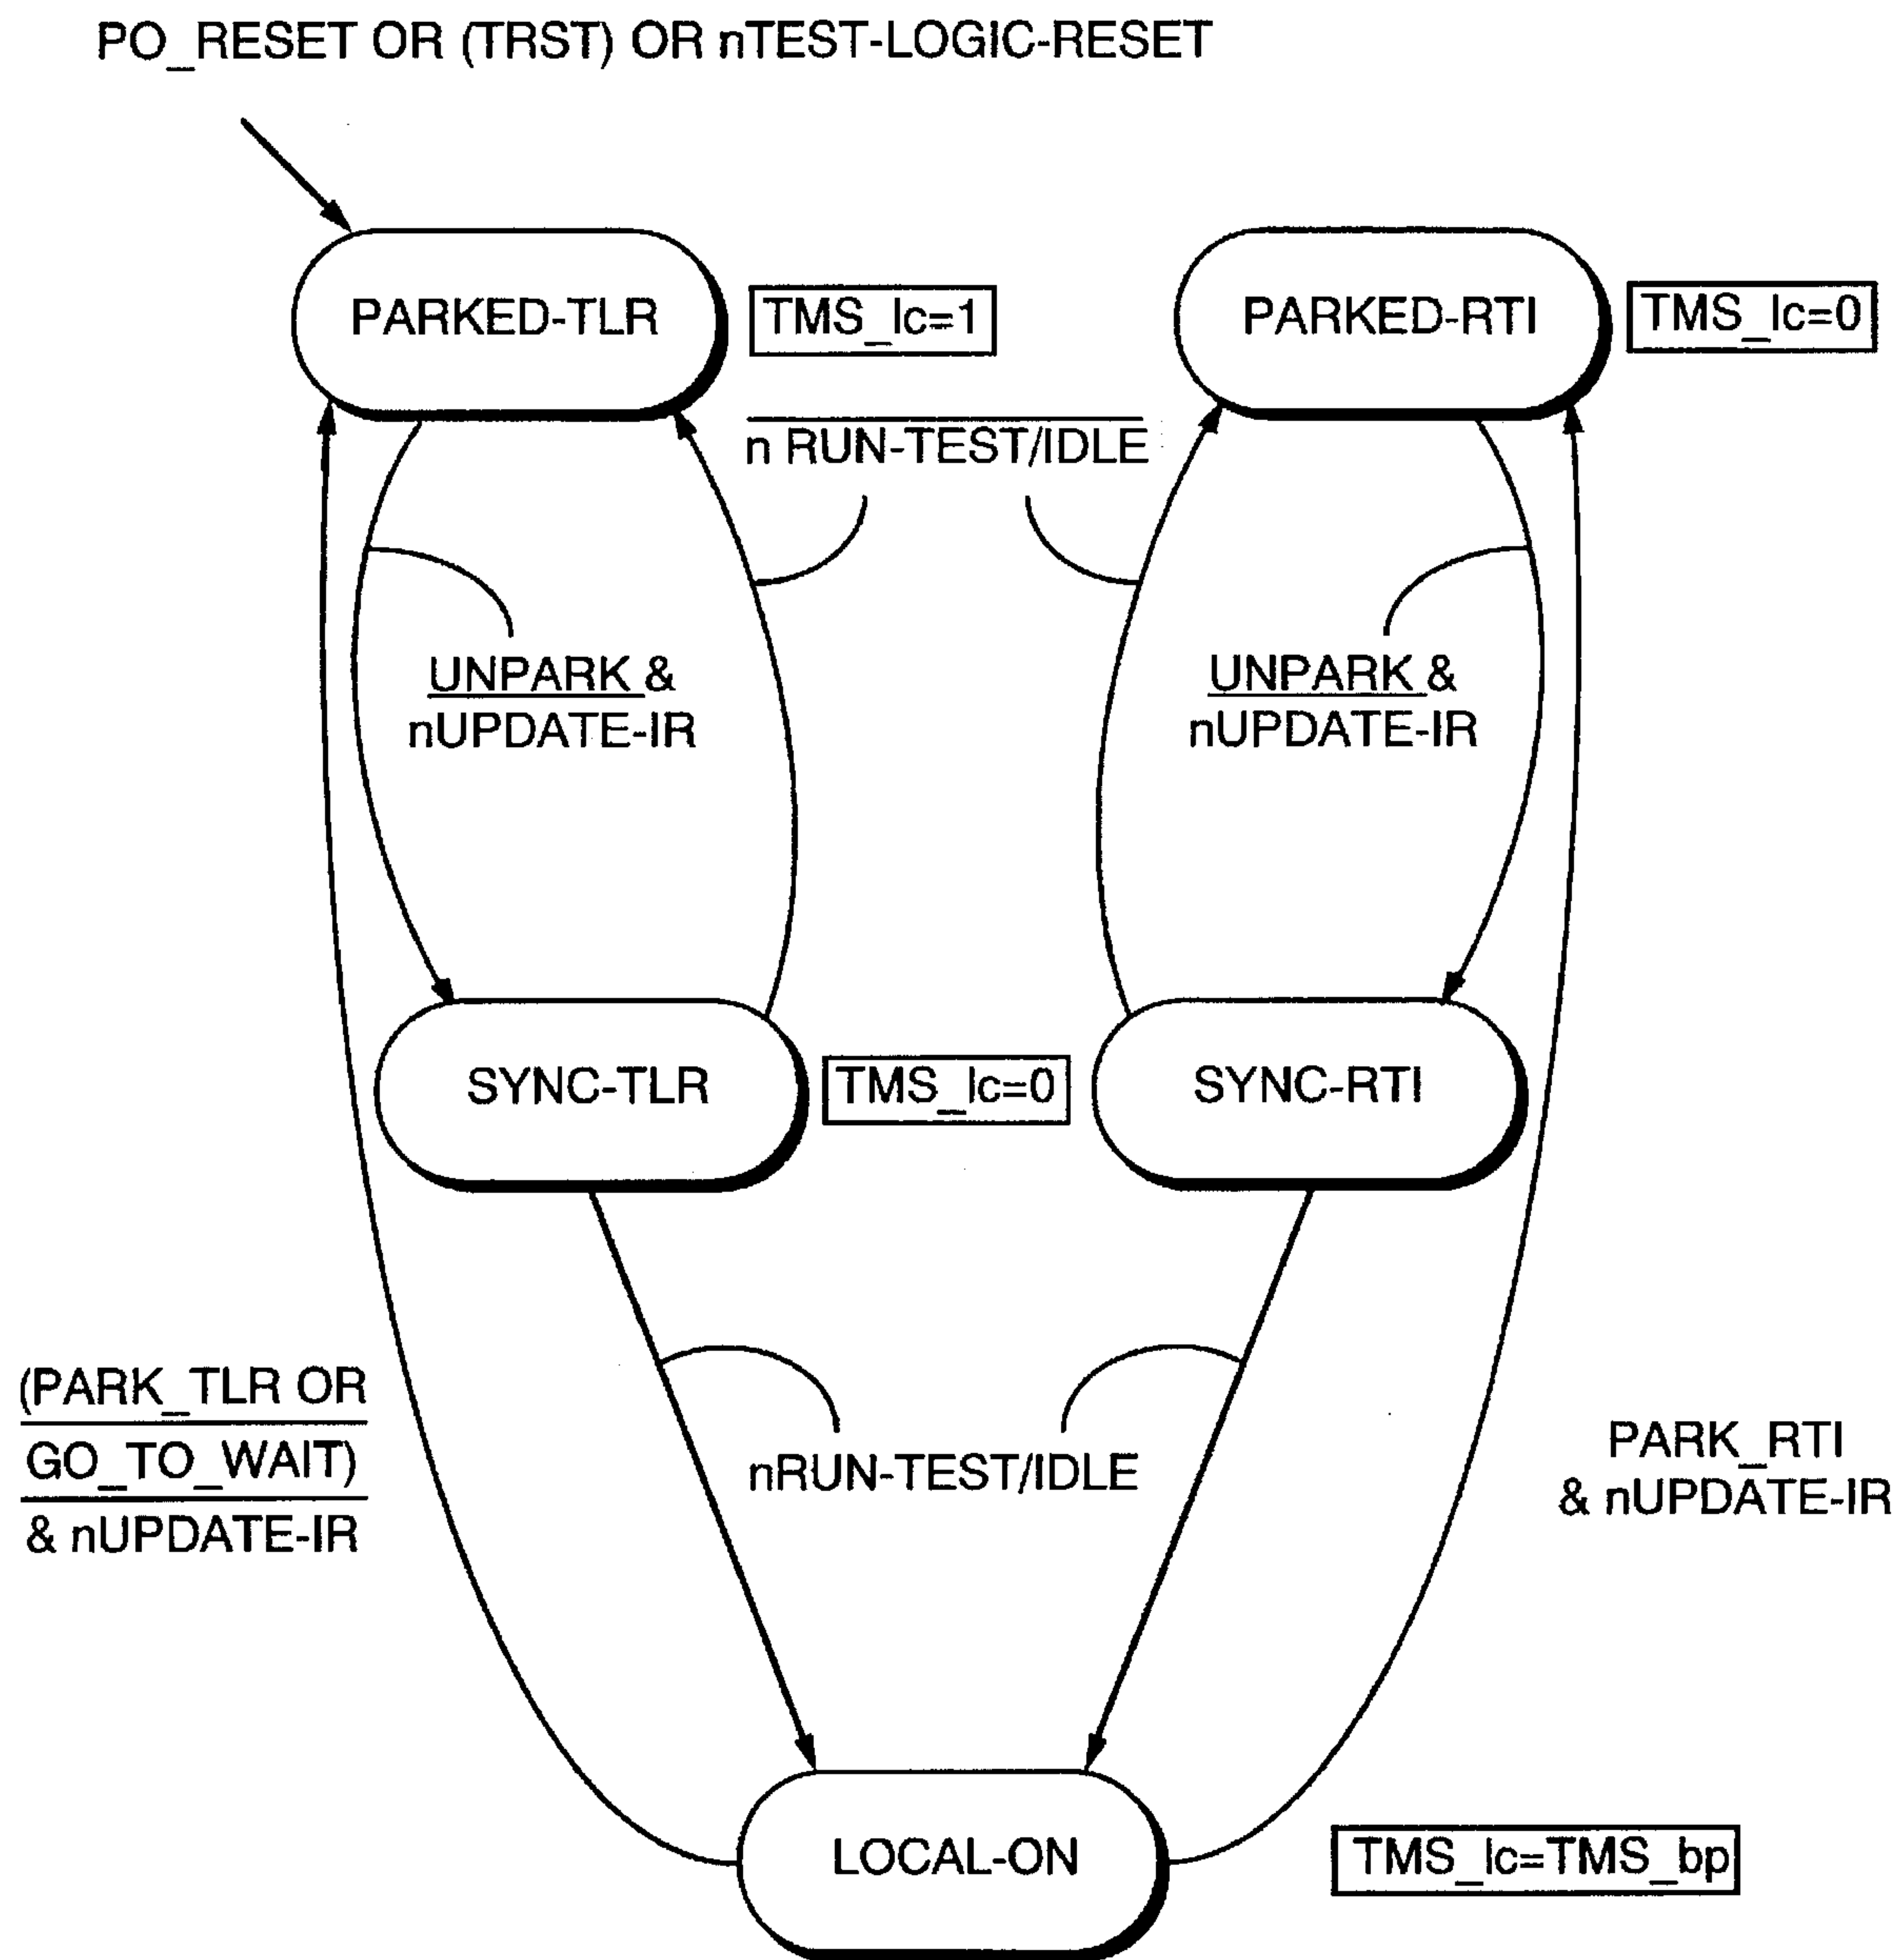 PO_RESET OR (TRST) OR nTEST-LOGIC-RESET
PARKED-TLR
TMS_lc=1
PARKED-RTI
TMS_lc=0
n RUN-TEST/IDLE
UNPARK &
nUPDATE-IR
UNPARK &
nUPDATE-IR
SYNC-TLR
TMS_lc=0
SYNC-RTI
(PARK_TLR OR
GO_TO_WAIT)
& nUPDATE-IR
nRUN-TEST/IDLE
PARK_RTI
& nUPDATE-IR
LOCAL-ON
TMS_lc=TMS_bp